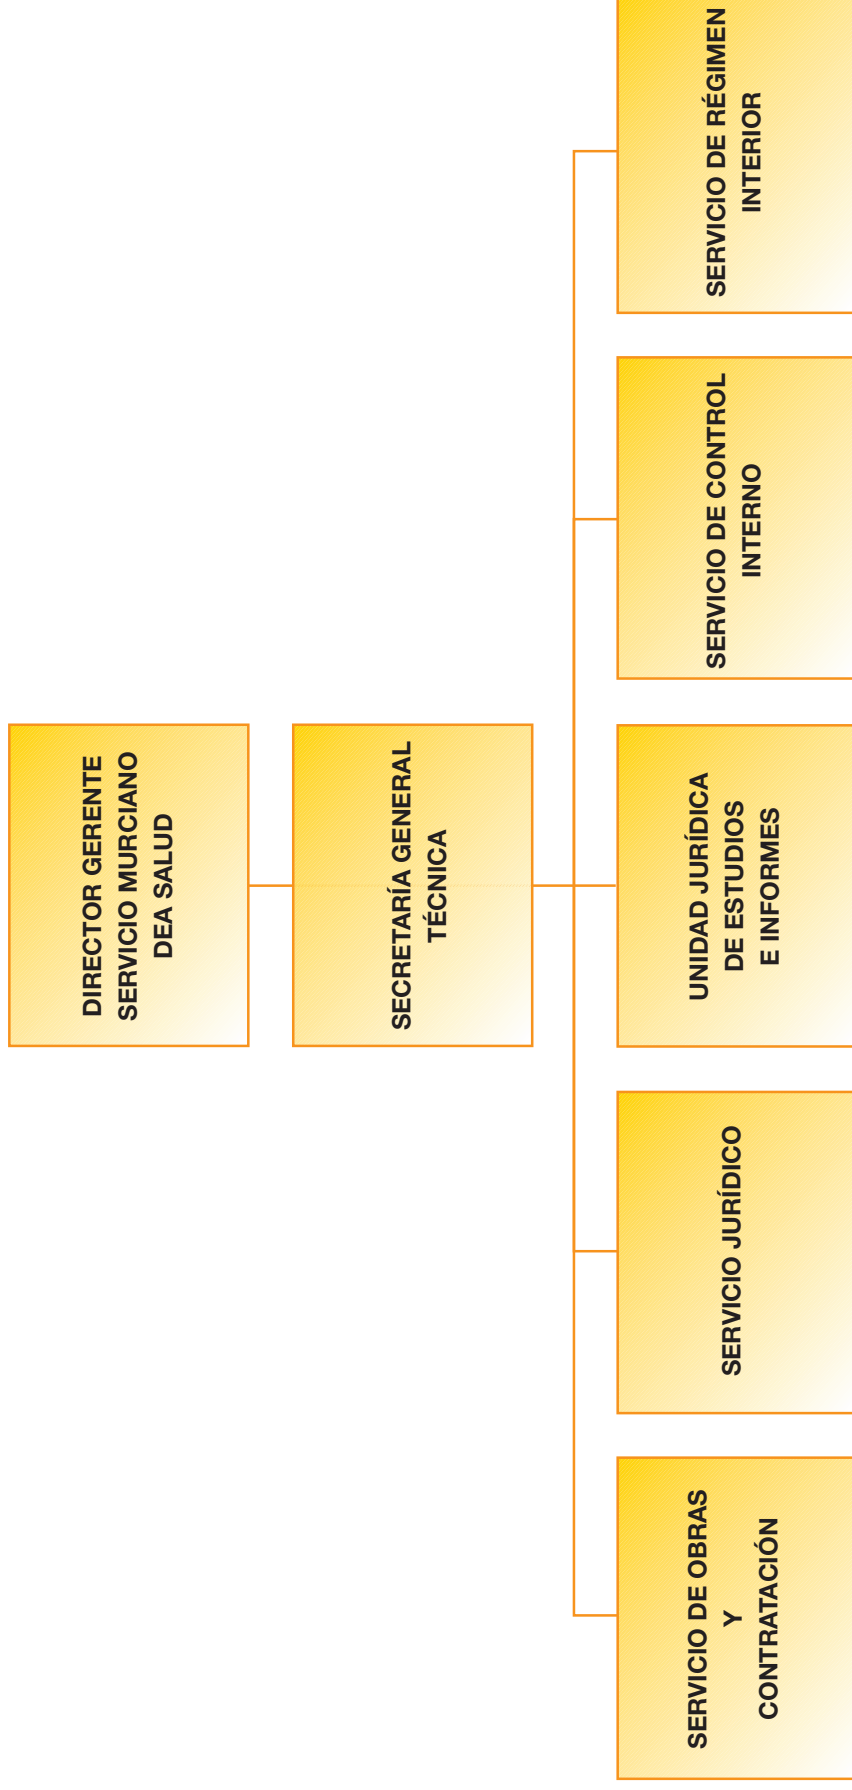 DIRECTOR GERENTE
SERVICIO MURCIANO
DEA SALUD
SECRETARÍA GENERAL
TÉCNICA
SERVICIO DE OBRAS
Y
CONTRATACIÓN
SERVICIO JURÍDICO
UNIDAD JURÍDICA
DE ESTUDIOS
E INFORMES
SERVICIO DE CONTROL
INTERNO
SERVICIO DE RÉGIMEN
INTERIOR